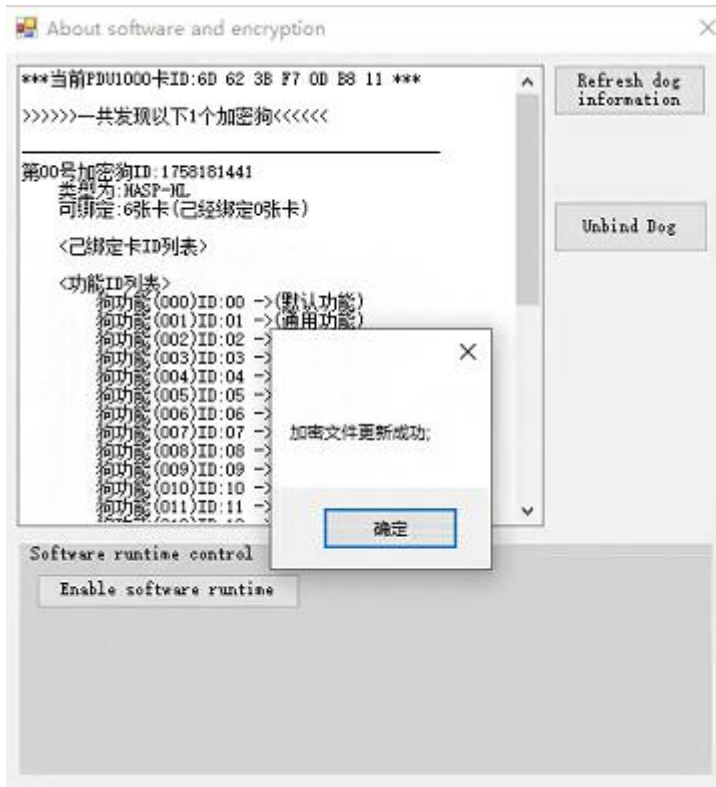 About software and encryption
***当前PDU1000卡ID:6D 62 3B F7 0D B8 11 ***
>>>>>>一共发现以下1个加密狗<<<<<<
第00号加密狗ID:1758181441
类型为:HASP-HL
可绑定:6张卡(己经绑定0张卡)
<己绑定卡ID列表>
<功能ID列表>
狗功能(000)ID:00 ->(默认功能)
狗功能(001)ID:01 ->(通用功能)
狗功能(002)ID:02 ->
狗功能(003)ID:03 ->
狗功能(004)ID:04 ->
狗功能(005)ID:05 ->
狗功能(006)ID:06 ->
狗功能(007)ID:07 ->
狗功能(008)ID:08 ->
狗功能(009)ID:09 ->
狗功能(010)ID:10 ->
狗功能(011)ID:11 ->
Refresh dog
information
Unbind Dog
加密文件更新成功;
确定
Software runtime control
Enable software runtime